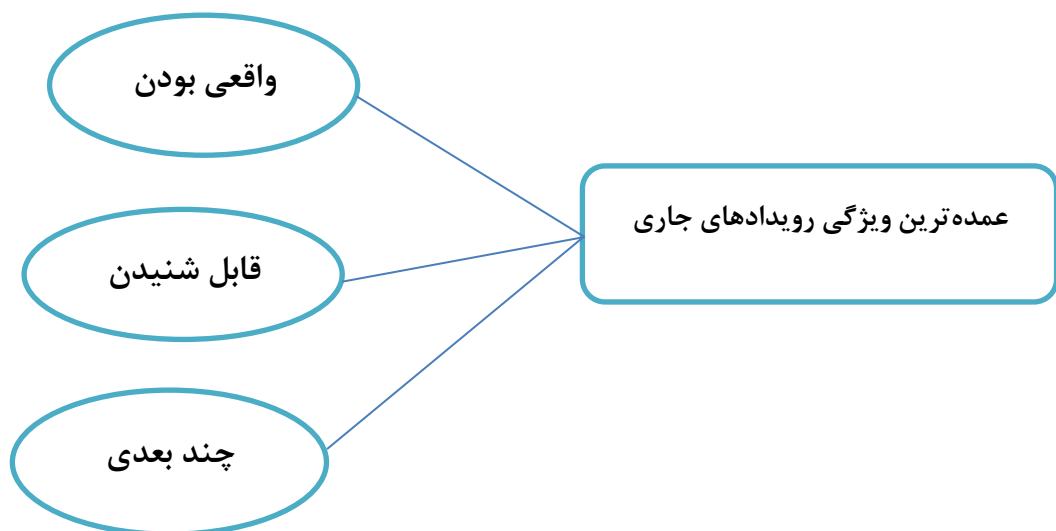 عمده‌ترین ویژگی رویدادهای جاری
واقعی بودن
قابل شنیدن
چند بعدی